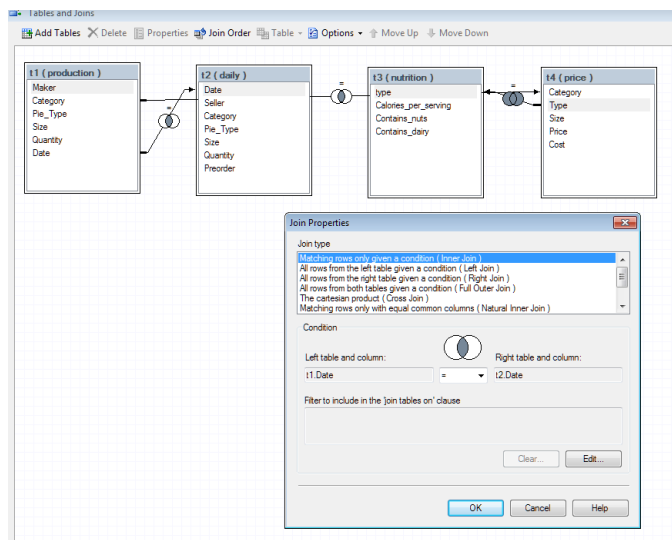 Tables and Joins
Add Tables Delete Properties Join Order Table Options Move Up Move Down
t1 ( production )
Maker
Category
Pie_Type
Size
Quantity
Date
=
t2 ( daily )
Date
Seller
Category
Pie_Type
Size
Quantity
Preorder
=
t3 ( nutrition )
type
Calories_per_serving
Contains_nuts
Contains_dairy
=
t4 ( price )
Category
Type
Size
Price
Cost
Join Properties
Join type
Matching rows only given a condition ( Inner Join )
All rows from the left table given a condition ( Left Join )
All rows from the right table given a condition ( Right Join )
All rows from both tables given a condition ( Full Outer Join )
The cartesian product ( Cross Join )
Matching rows only with equal common columns ( Natural Inner Join )
Condition
Left table and column: Right table and column:
t1.Date = t2.Date
Filter to include in the 'join tables on' clause
Clear... Edit...
OK Cancel Help